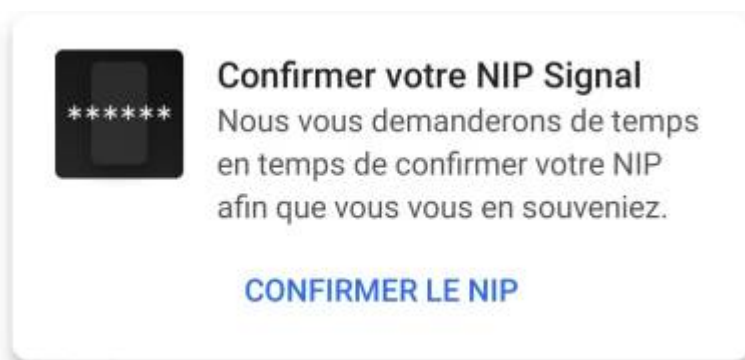 ******
Confirmer votre NIP Signal
Nous vous demanderons de temps
en temps de confirmer votre NIP
afin que vous vous en souveniez.
CONFIRMER LE NIP